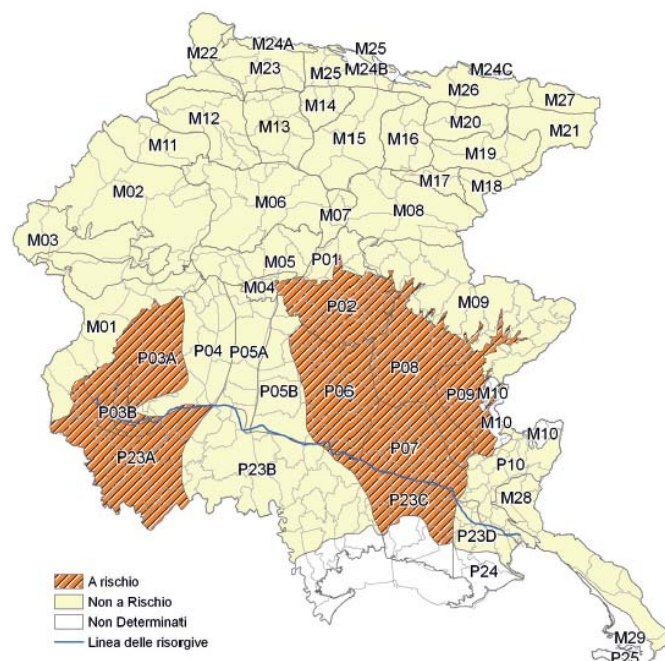 M22
M24A
M25
M23
M25
M24B
M24C
M26
M27
M12
M13
M14
M15
M16
M20
M21
M11
M19
M02
M17
M18
M06
M07
M08
M03
M05
P01
M04
P02
M09
M01
P03A
P04
P05A
P08
P05B
P06
P09
M10
P03B
M10
M10
P23A
P07
P10
P23B
M28
P23C
P23D
P24
A rischio
Non a Rischio
Non Determinati
Linea delle risorgive
M29
P25